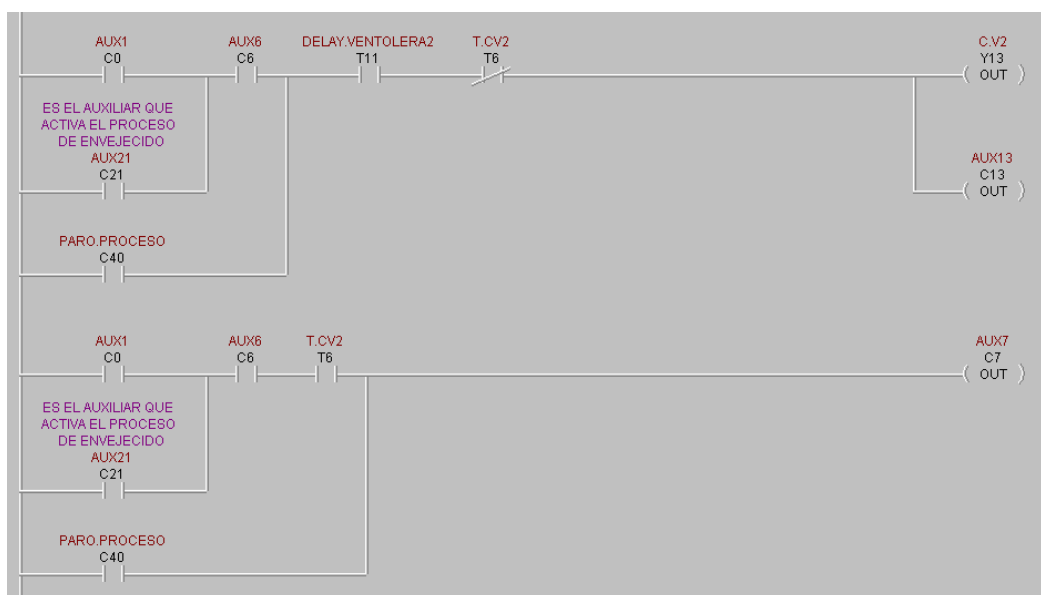 AUX1 AUX6 DELAY.VENTOLERA2 T.CV2 C.V2
C0 C6 T11 T6 Y13
OUT
ES EL AUXILIAR QUE
ACTIVA EL PROCESO
DE ENVEJECIDO
AUX21 AUX13
C21 C13
OUT
PARO.PROCESO
C40
AUX1 AUX6 T.CV2 AUX7
C0 C6 T6 C7
OUT
ES EL AUXILIAR QUE
ACTIVA EL PROCESO
DE ENVEJECIDO
AUX21
C21
PARO.PROCESO
C40